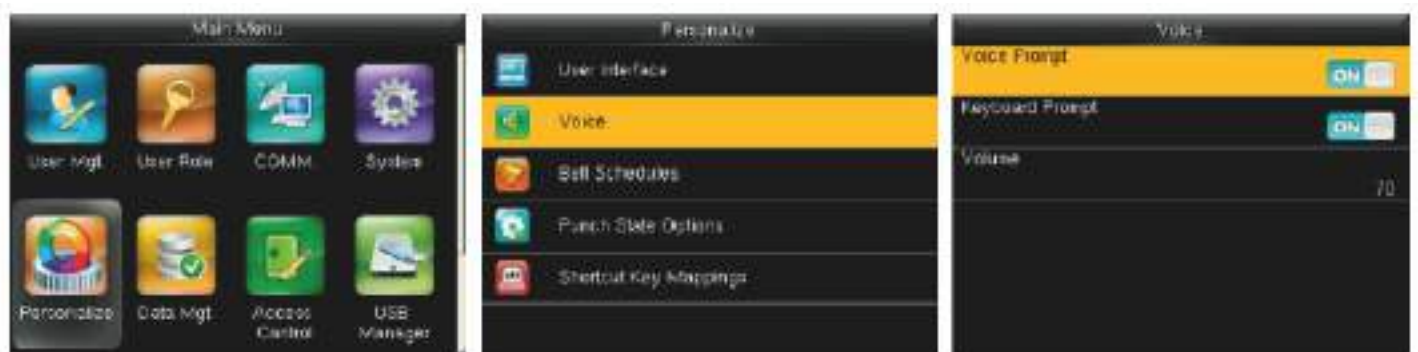 Main Menu
User Mgt.
User Role
COMM.
System
Personalize
Data Mgt.
Access
Control
USB
Manager
Personalize
User Interface
Voice
Bell Schedules
Punch State Options
Shortcut Key Mappings
Voice
Voice Prompt
ON
Keyboard Prompt
ON
Volume
70